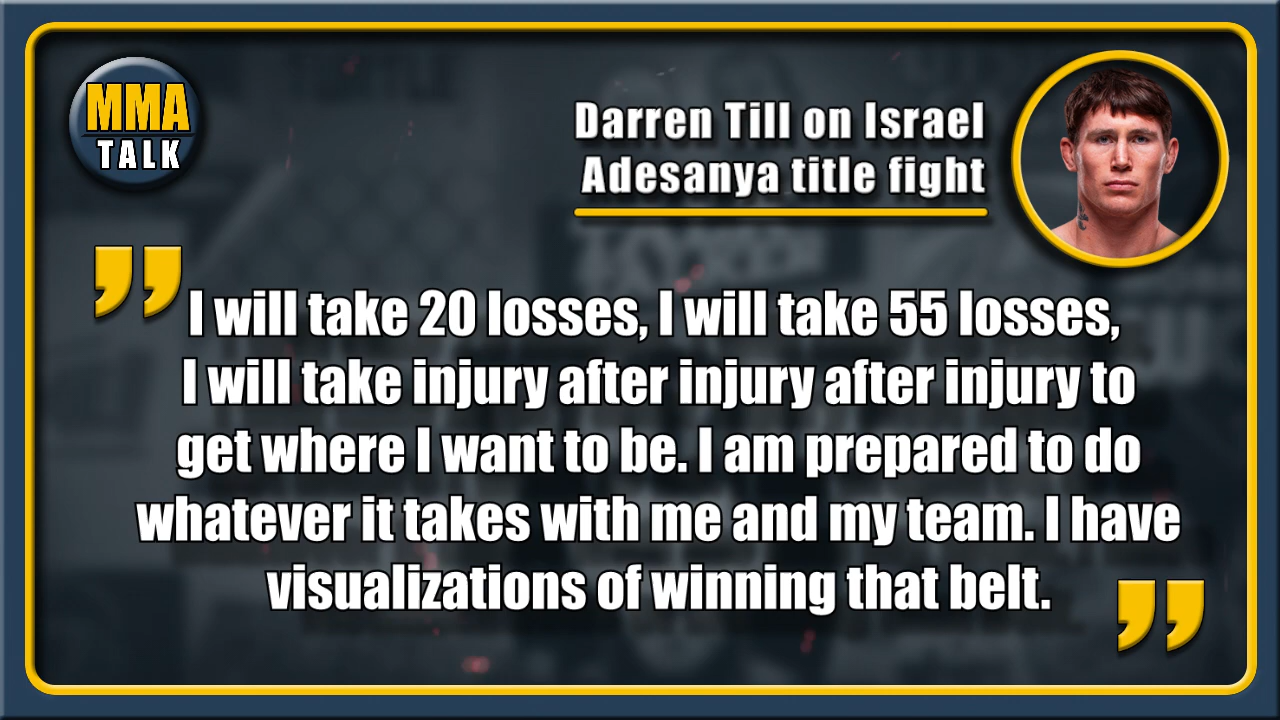 MMA
TALK
Darren Till on Israel
Adesanya title fight
”
I will take 20 losses, I will take 55 losses,
I will take injury after injury after injury to
get where I want to be. I am prepared to do
whatever it takes with me and my team. I have
visualizations of winning that belt.
”